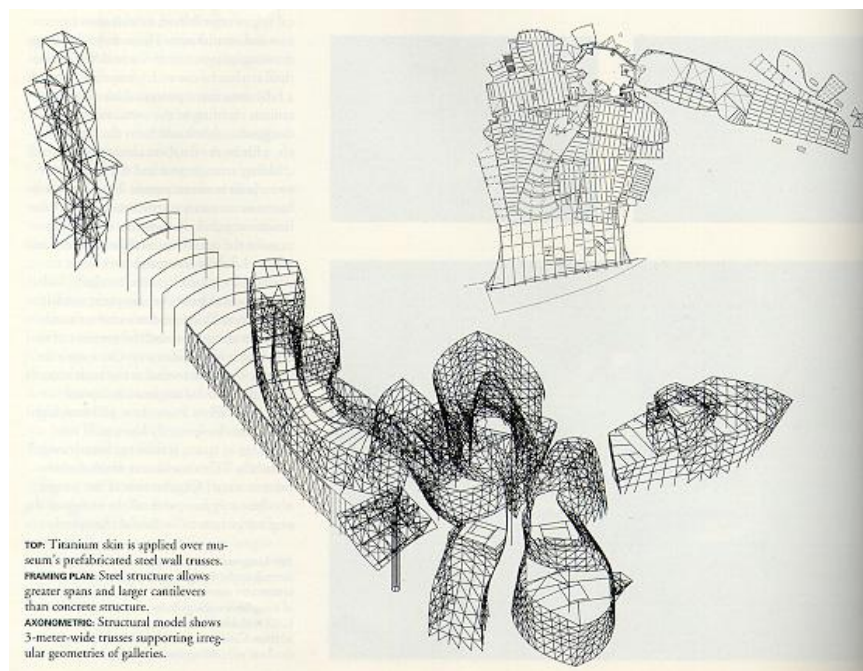 TOP: Titanium skin is applied over mu-
seum's prefabricated steel wall trusses.
FRAMING PLAN: Steel structure allows
greater spans and larger cantilevers
than concrete structure.
AXONOMETRIC: Structural model shows
3-meter-wide trusses supporting irreg-
ular geometries of galleries.